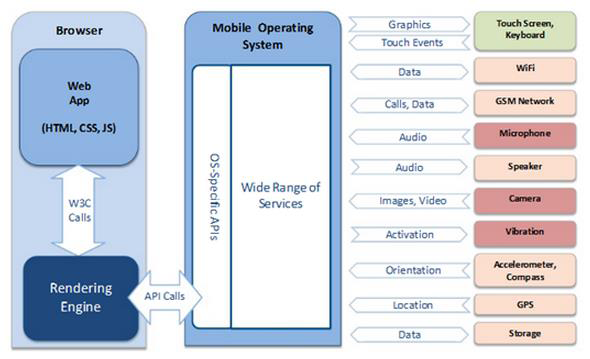 Browser
Web
App
(HTML, CSS, JS)
W3C
Calls
Rendering
Engine
API Calls
Mobile Operating
System
OS-Specific APIs
Wide Range of
Services
Graphics
Touch Events
Touch Screen,
Keyboard
Data
WiFi
Calls, Data
GSM Network
Audio
Microphone
Audio
Speaker
Images, Video
Camera
Activation
Vibration
Orientation
Accelerometer,
Compass
Location
GPS
Data
Storage